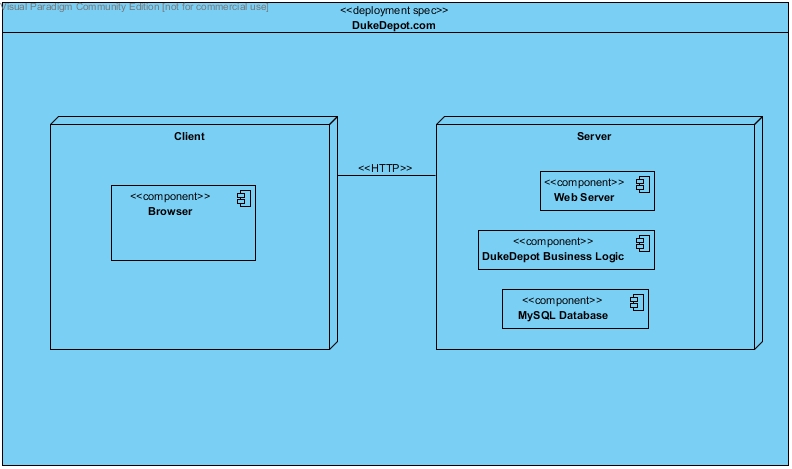 Visual Paradigm Community Edition [not for commercial use]
<<deployment spec>>
DukeDepot.com
Client
<<component>>
Browser
<<HTTP>>
Server
<<component>>
Web Server
<<component>>
DukeDepot Business Logic
<<component>>
MySQL Database